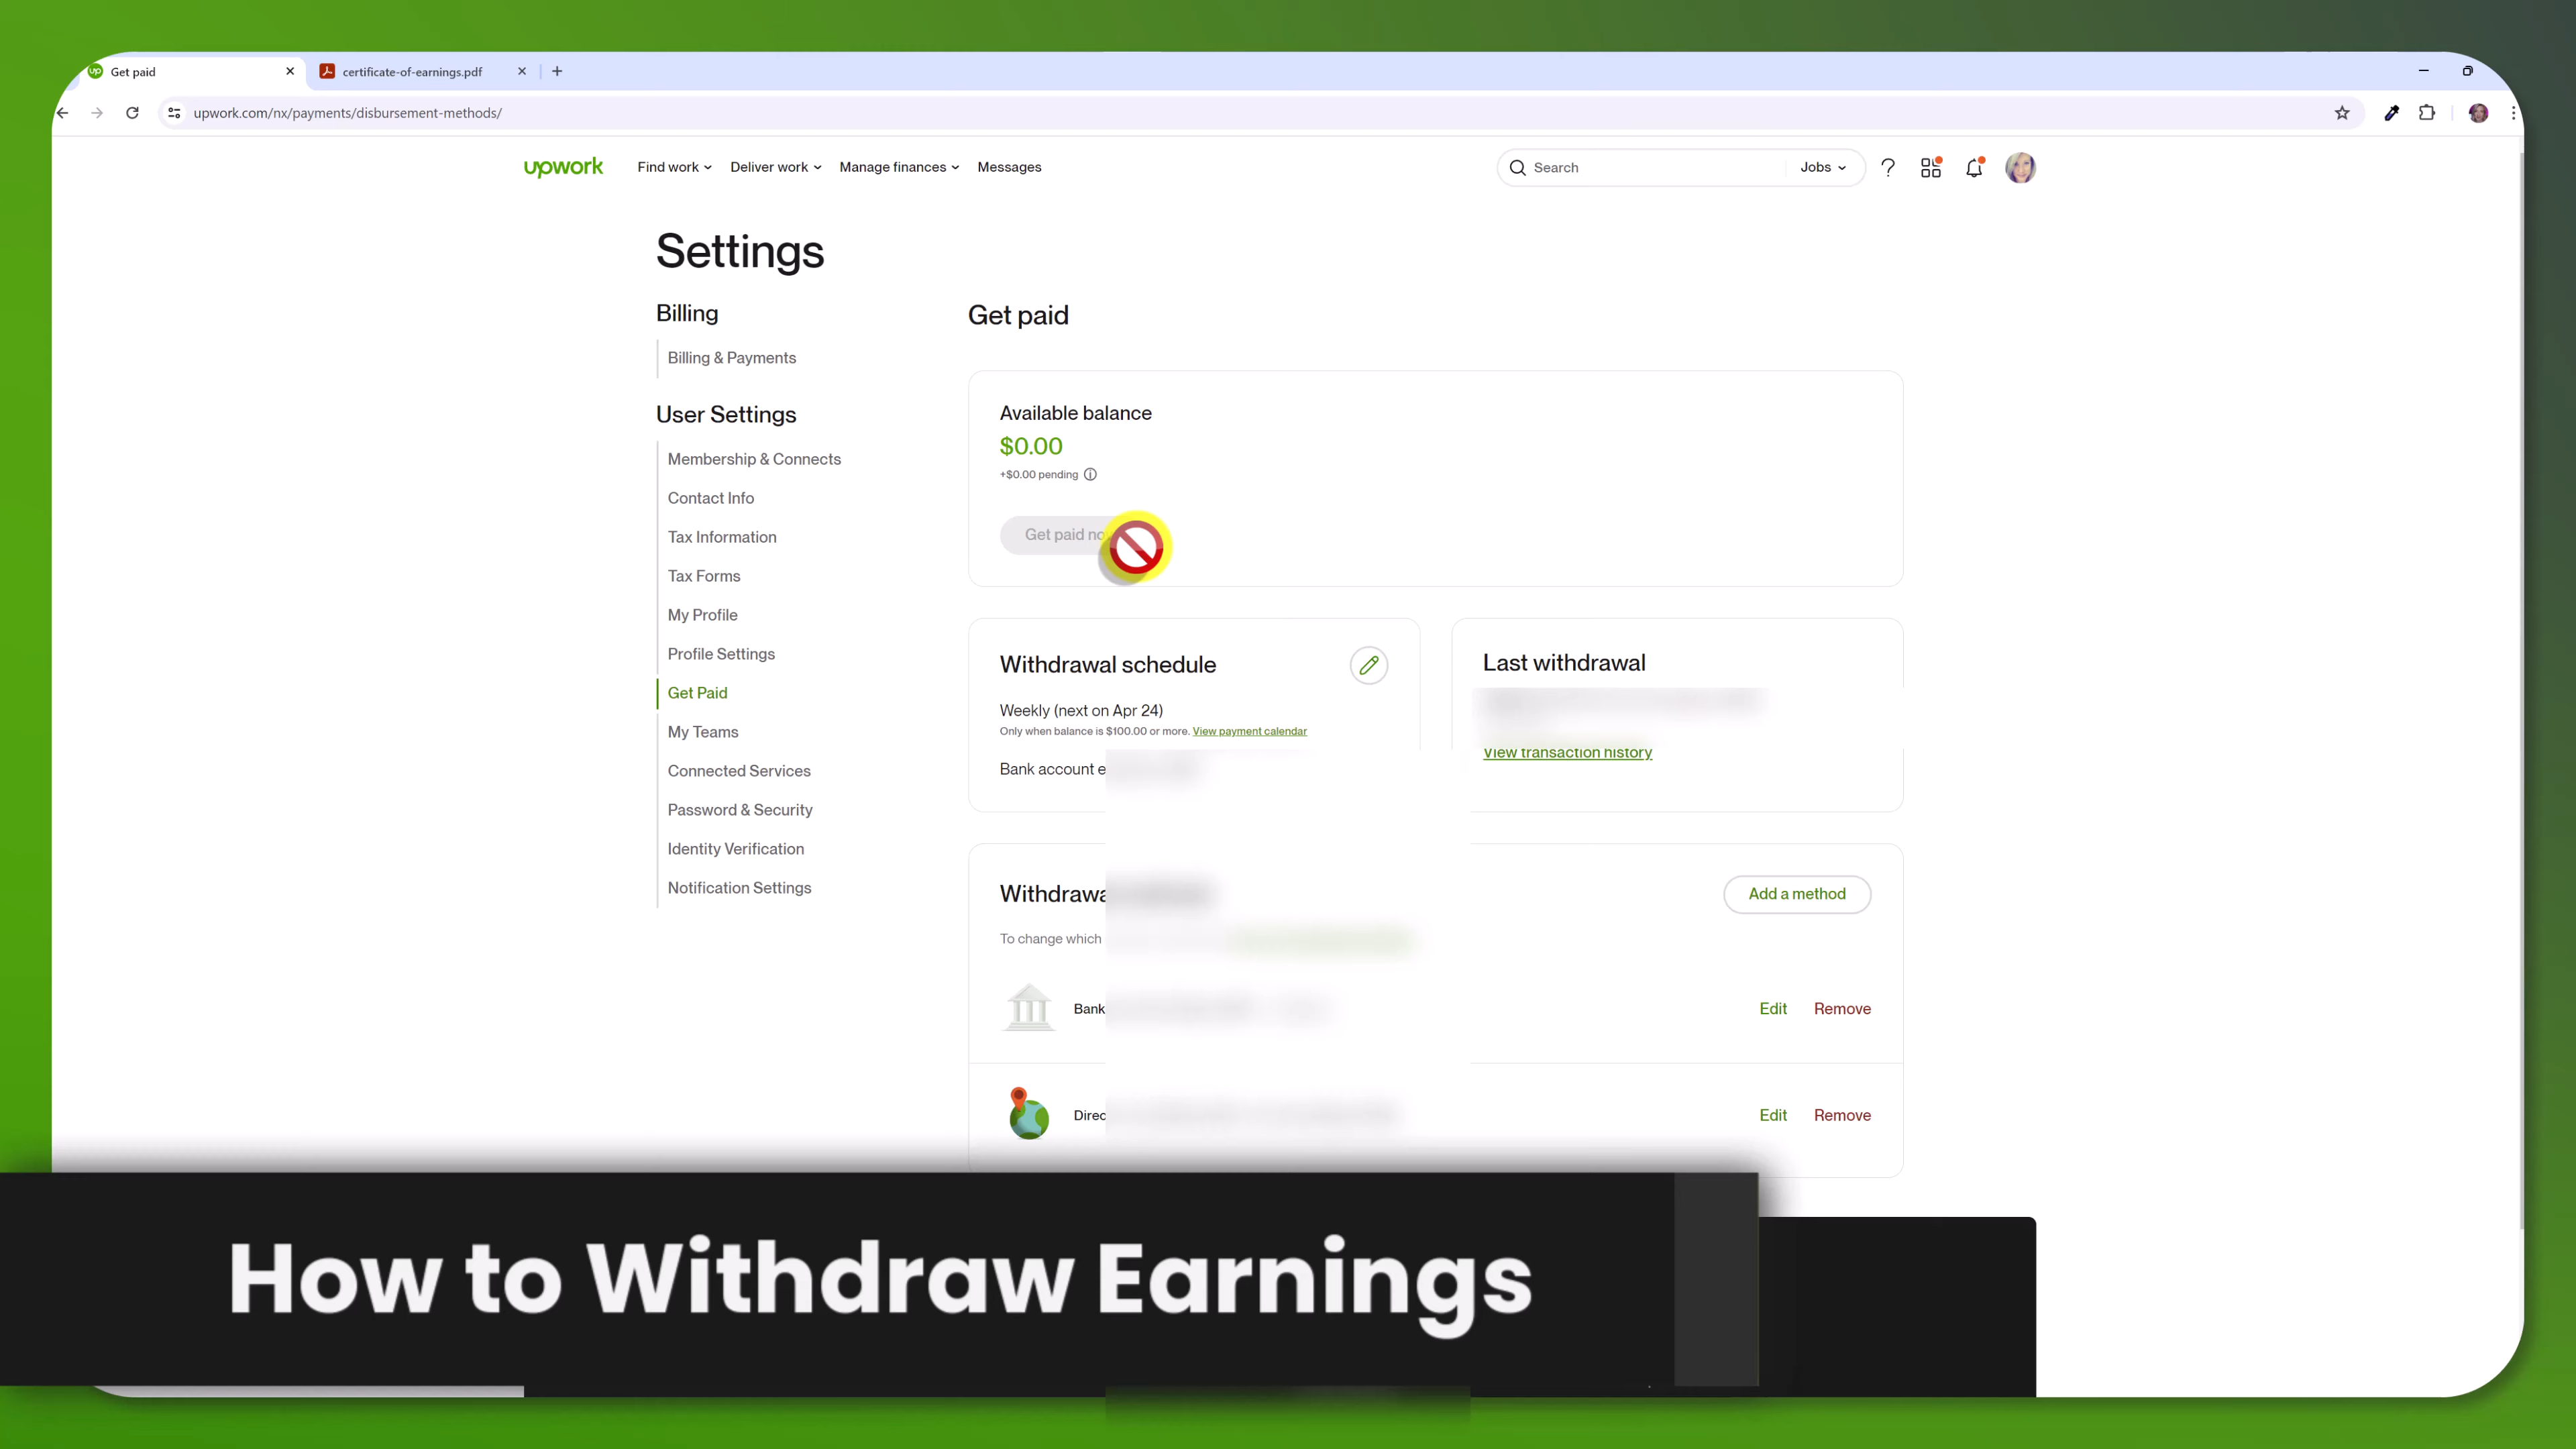 Get paid
certificate-of-earnings.pdf
upwork.com/nx/payments/disbursement-methods/
upwork
Find work
Deliver work
Manage finances
Messages
Search
Jobs
Settings
Billing
Billing & Payments
User Settings
Membership & Connects
Contact Info
Tax Information
Tax Forms
My Profile
Profile Settings
Get Paid
My Teams
Connected Services
Password & Security
Identity Verification
Notification Settings
Get paid
Available balance
$0.00
+$0.00 pending
Get paid
Withdrawal schedule
Weekly (next on Apr 24)
Only when balance is $100.00 or more. View payment calendar
Bank account
Last withdrawal
View transaction history
Add a method
To change which
Bank
Edit Remove
Edit Remove
How to Withdraw Earnings